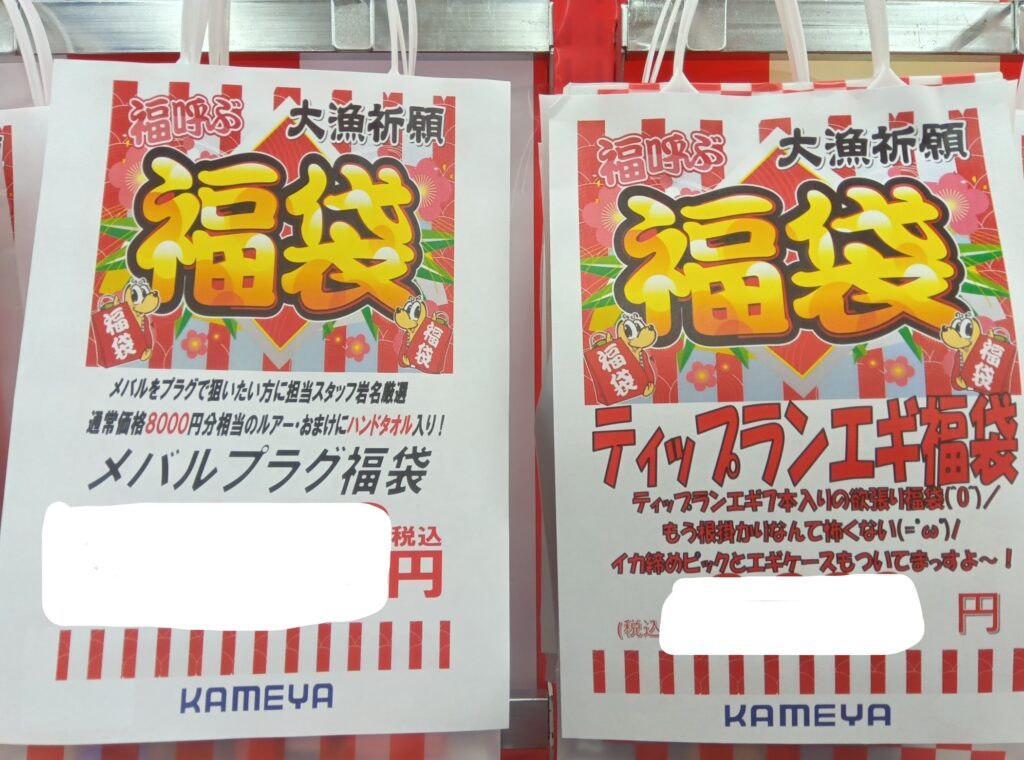 福呼ぶ 大漁祈願
福袋
福袋
福袋
メバルをプラグで狙いたい方に担当スタッフ岩名厳選
通常価格8000円分相当のルアー・おまけにハンドタオル入り！
メバルプラグ福袋
税込
円
KAMEYA
福呼ぶ 大漁祈願
福袋
福袋
福袋
ティップランエギ福袋
ティップランエギ7本入りの欲張り福袋(˘0˘)/
もう根掛かりなんて怖くない(=ﾟωﾟ)/
イカ締めピックとエギケースもついてまっすよ～！
(税込
円
KAMEYA